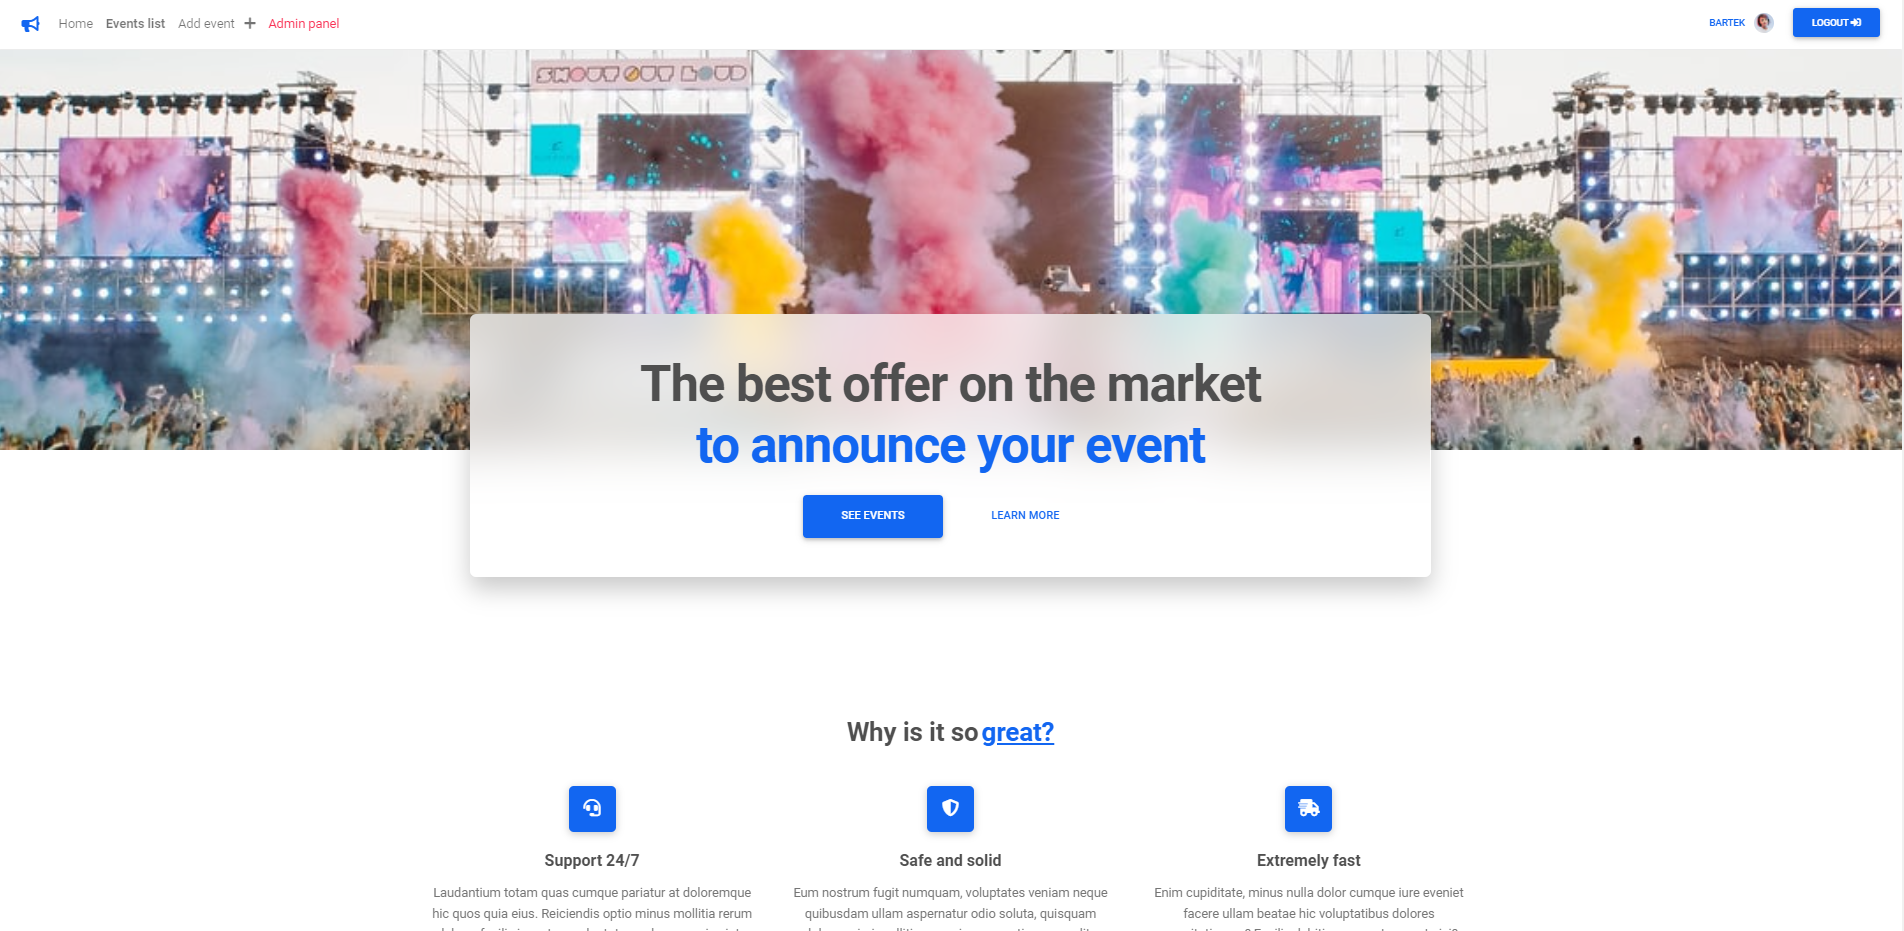 Home Events list Add event Admin panel
BARTEK LOGOUT
SHOUT OUT LOUD
The best offer on the market
to announce your event
SEE EVENTS LEARN MORE
Why is it so great?
Support 24/7
Laudantium totam quas cumque pariatur at doloremque
hic quos quia eius. Reiciendis optio minus mollitia rerum
Safe and solid
Eum nostrum fugit numquam, voluptates veniam neque
quibusdam ullam aspernatur odio soluta, quisquam
Extremely fast
Enim cupiditate, minus nulla dolor cumque iure eveniet
facere ullam beatae hic voluptatibus dolores